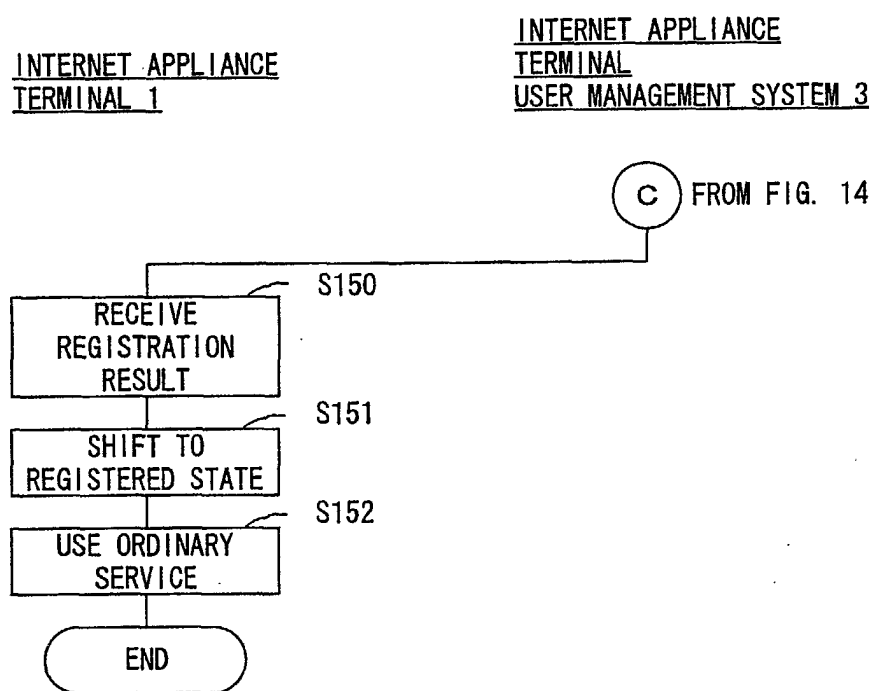 INTERNET APPLIANCE
TERMINAL 1
INTERNET APPLIANCE
TERMINAL
USER MANAGEMENT SYSTEM 3
C FROM FIG. 14
S150
RECEIVE
REGISTRATION
RESULT
S151
SHIFT TO
REGISTERED STATE
S152
USE ORDINARY
SERVICE
END